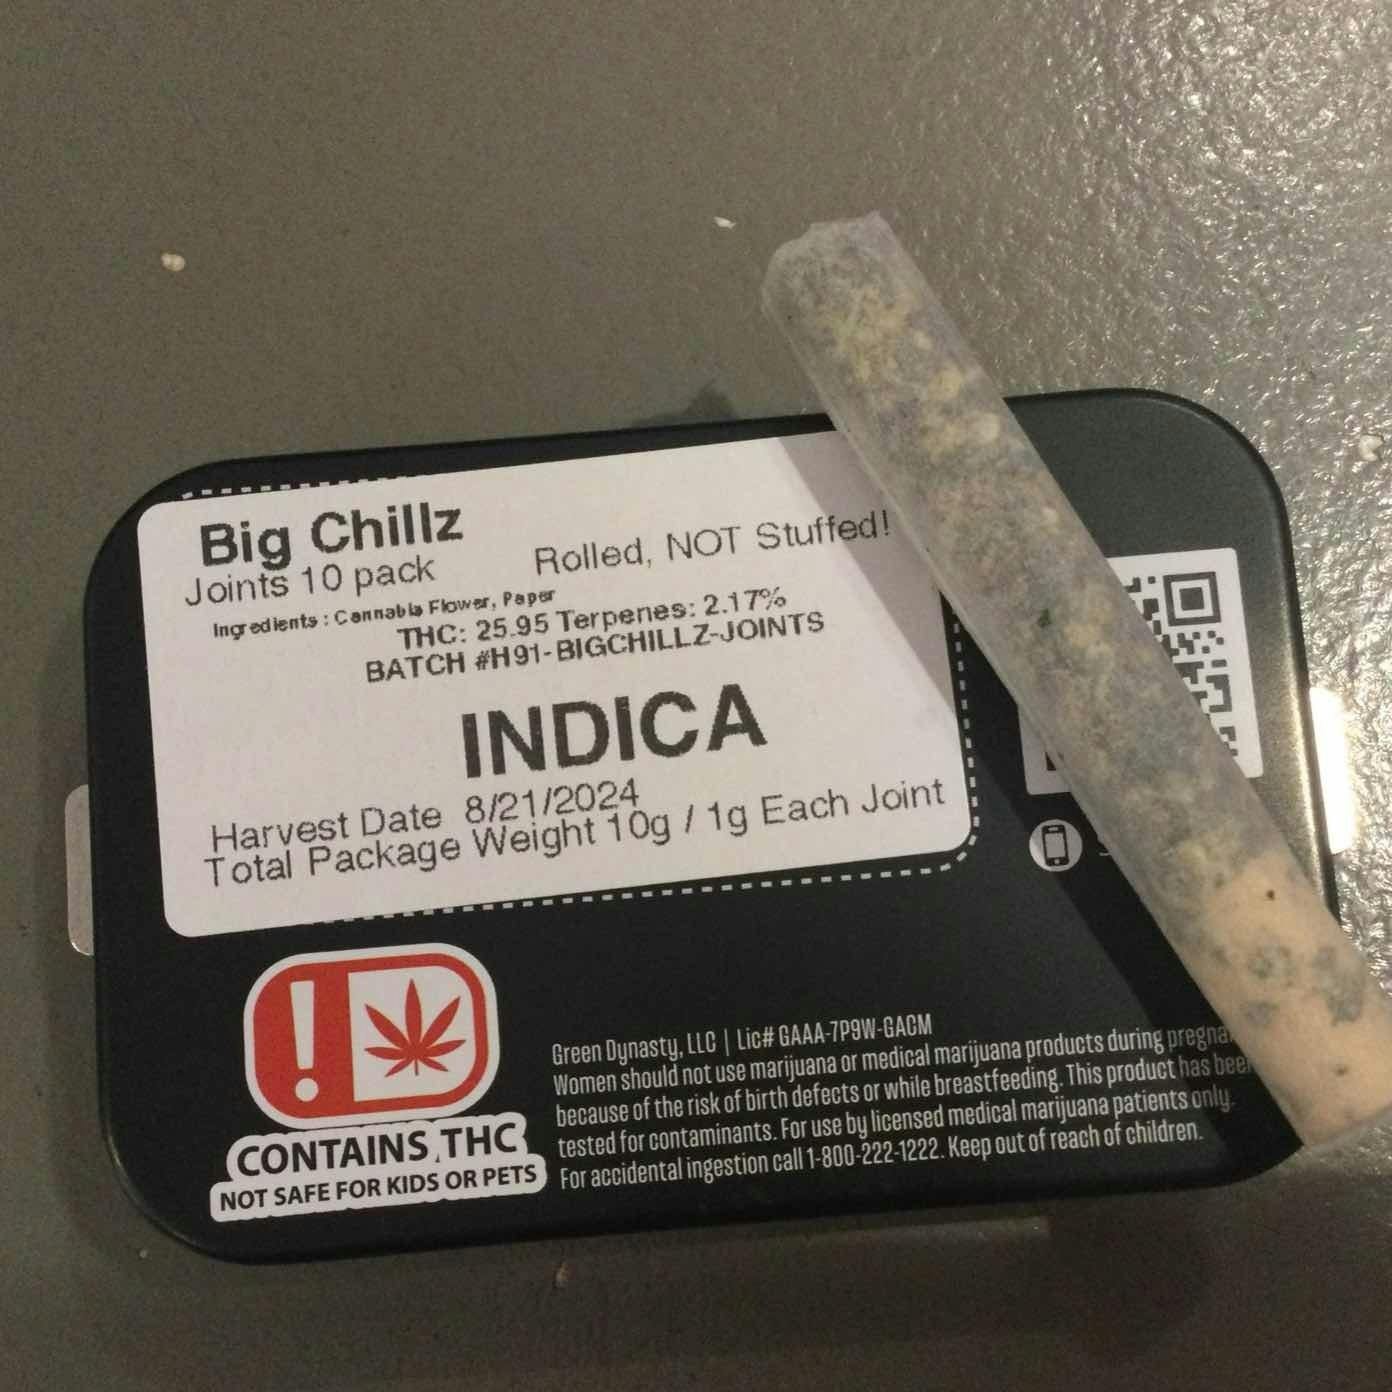 Big Chillz
Joints 10 pack
Rolled, NOT Stuffed!
Ingredients : Cannabis Flower, Paper
THC: 25.95 Terpenes: 2.17%
BATCH #H91-BIGCHILLZ-JOINTS
INDICA
Harvest Date 8/21/2024
Total Package Weight 10g / 1g Each Joint
!
CONTAINS THC
NOT SAFE FOR KIDS OR PETS
Green Dynasty, LLC | Lic# GAAA-7P9W-GACM
Women should not use marijuana or medical marijuana products during
because of the risk of birth defects or while breastfeeding. This product has been
tested for contaminants. For use by licensed medical marijuana patients only.
For accidental ingestion call 1-800-222-1222. Keep out of reach of children.